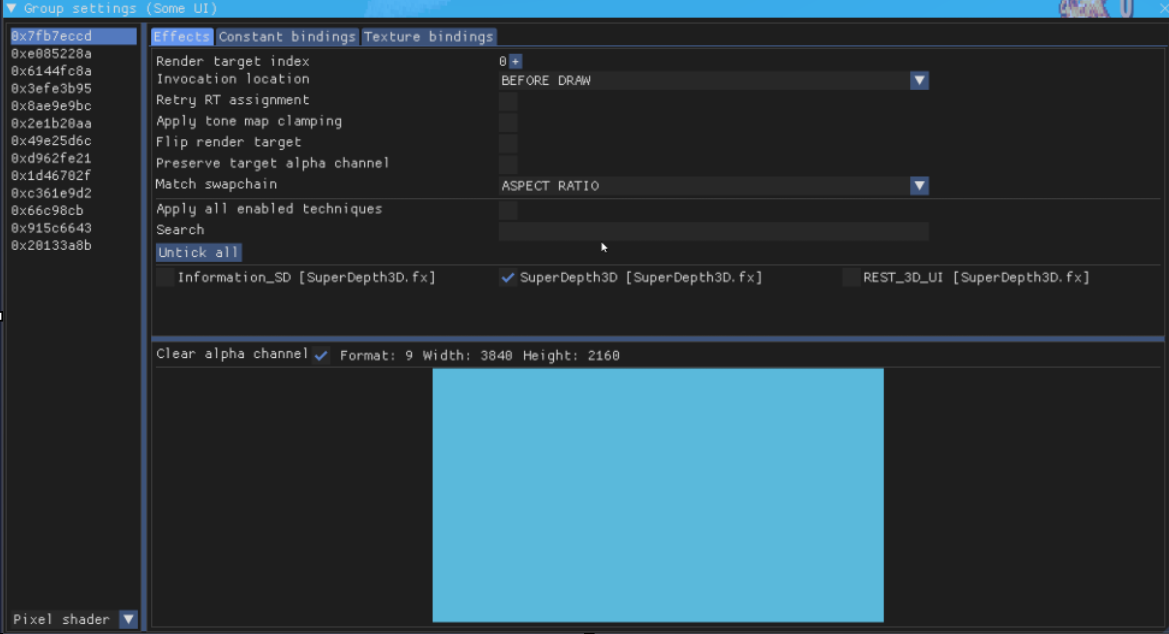 ▼ Group settings (Some UI)
0x7fb7eccd
0xe085228a
0x6144fc8a
0x3efe3b95
0x8ae9e9bc
0x2e1b20aa
0x49e25d6c
0xd962fe21
0x1d46702f
0xc361e9d2
0x66c98cb
0x915c6643
0x20133a8b
Pixel shader ▼
Effects Constant bindings Texture bindings
Render target index 0 +
Invocation location BEFORE DRAW ▼
Retry RT assignment
Apply tone map clamping
Flip render target
Preserve target alpha channel
Match swapchain ASPECT RATIO ▼
Apply all enabled techniques
Search
Untick all
Information_SD [SuperDepth3D.fx] SuperDepth3D [SuperDepth3D.fx] REST_3D_UI [SuperDepth3D.fx]
Clear alpha channel Format: 9 Width: 3840 Height: 2160